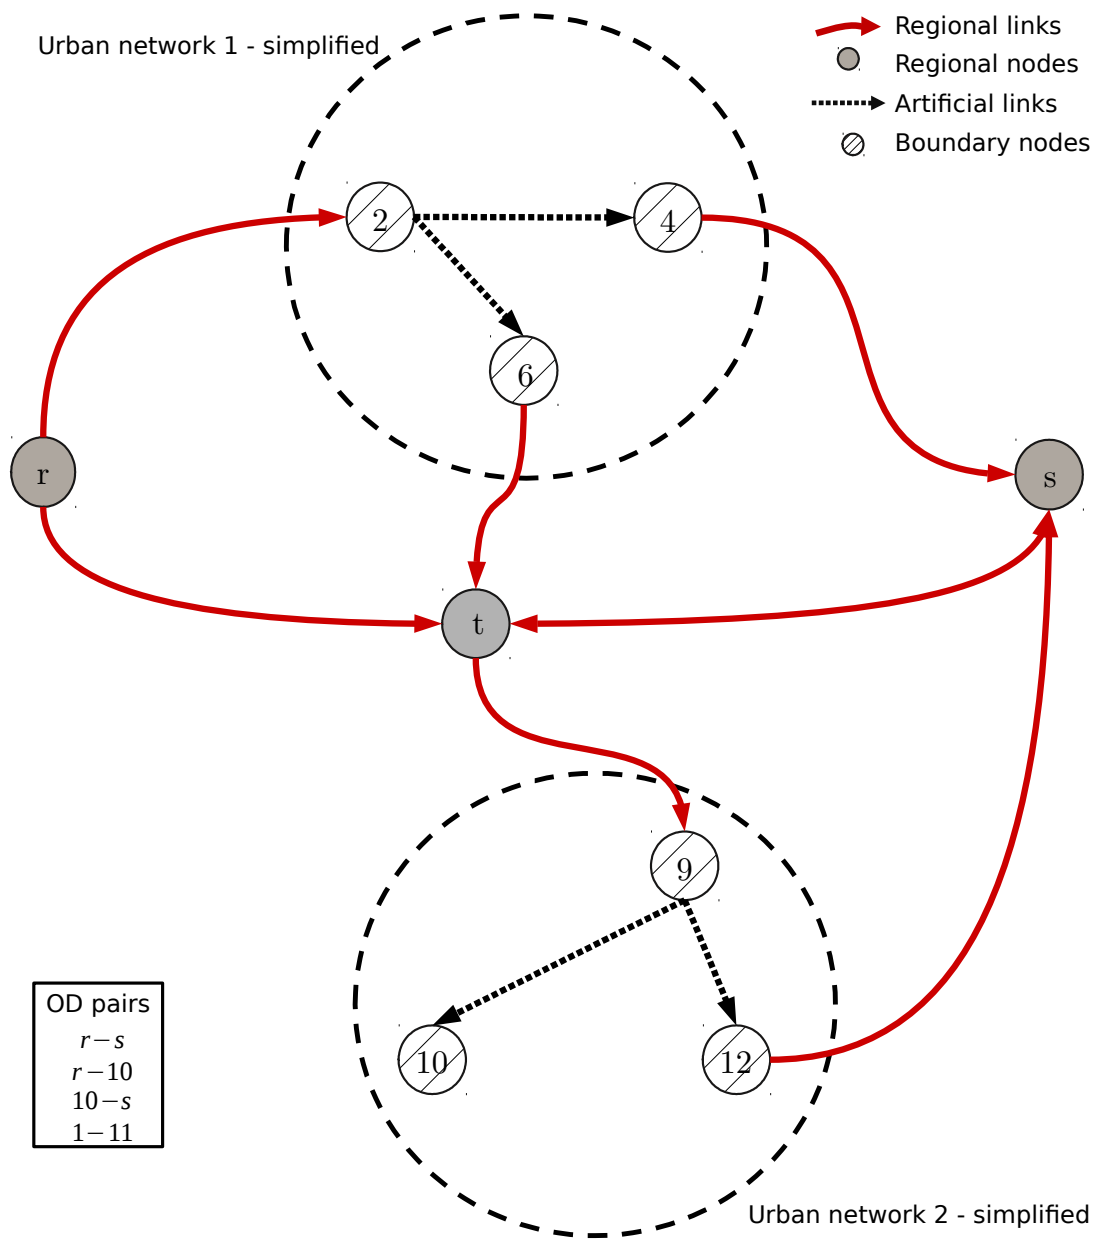 Urban network 1 - simplified
Regional links
Regional nodes
Artificial links
Boundary nodes
2
4
6
r
s
t
9
10
12
OD pairs
r−s
r−10
10−s
1−11
Urban network 2 - simplified